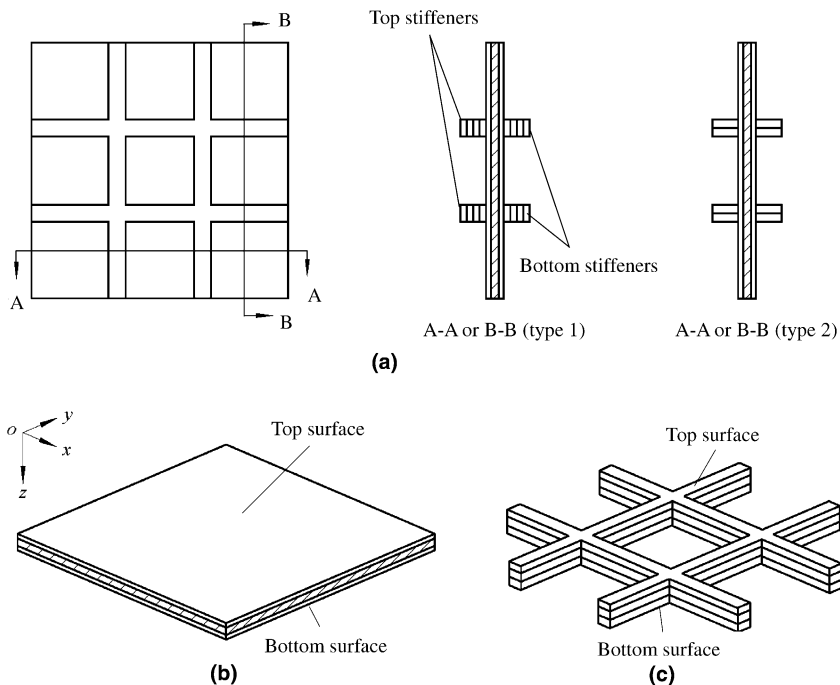 B
Top stiffeners
A
A
B
Bottom stiffeners
A-A or B-B (type 1)
A-A or B-B (type 2)
(a)
o
y
x
z
Top surface
Bottom surface
(b)
Top surface
Bottom surface
(c)